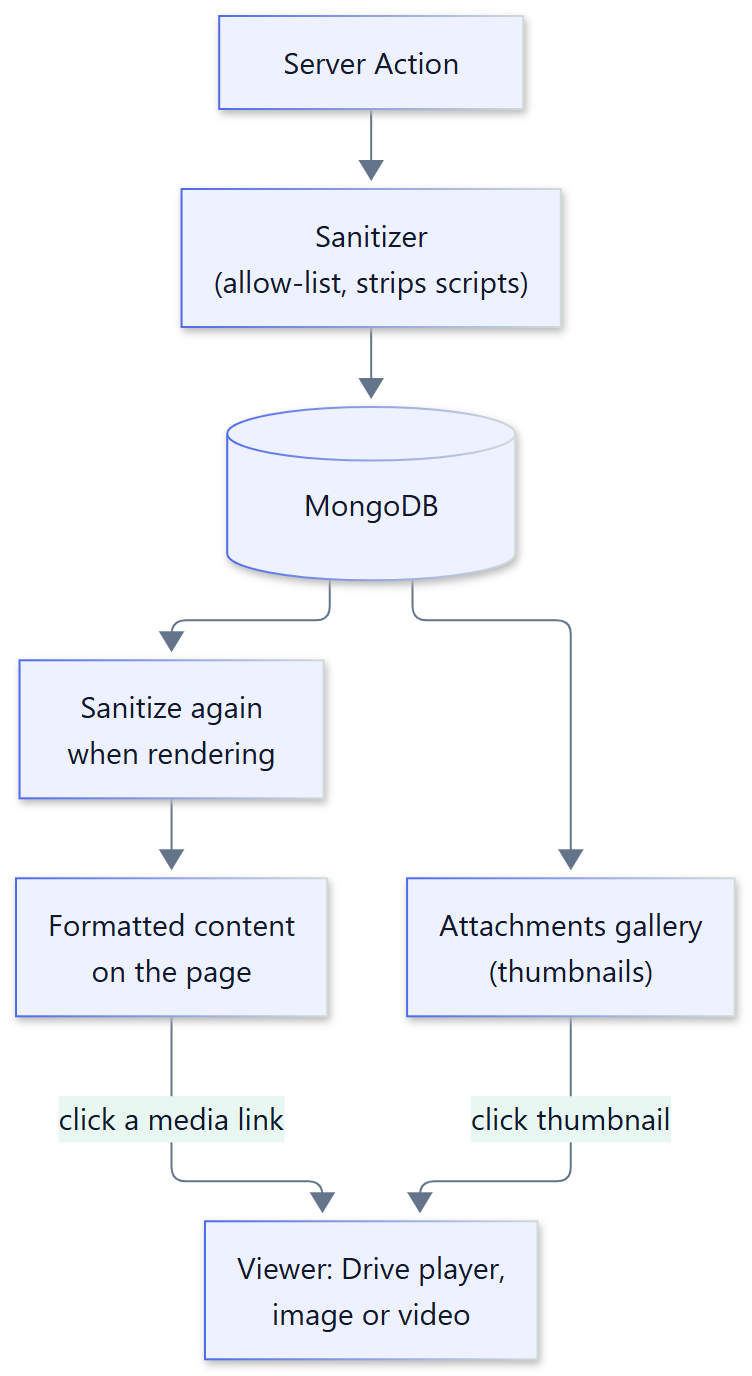 Server Action
Sanitizer
(allow-list, strips scripts)
MongoDB
Sanitize again
when rendering
Formatted content
on the page
Attachments gallery
(thumbnails)
click a media link
click thumbnail
Viewer: Drive player,
image or video